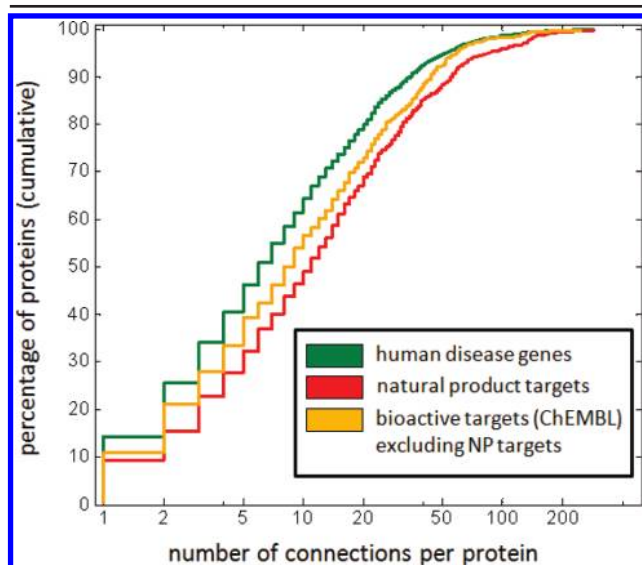 100
90
80
70
60
50
40
30
20
10
0
percentage of proteins (cumulative)
human disease genes
natural product targets
bioactive targets (ChEMBL)
excluding NP targets
1 2 5 10 20 50 100 200
number of connections per protein